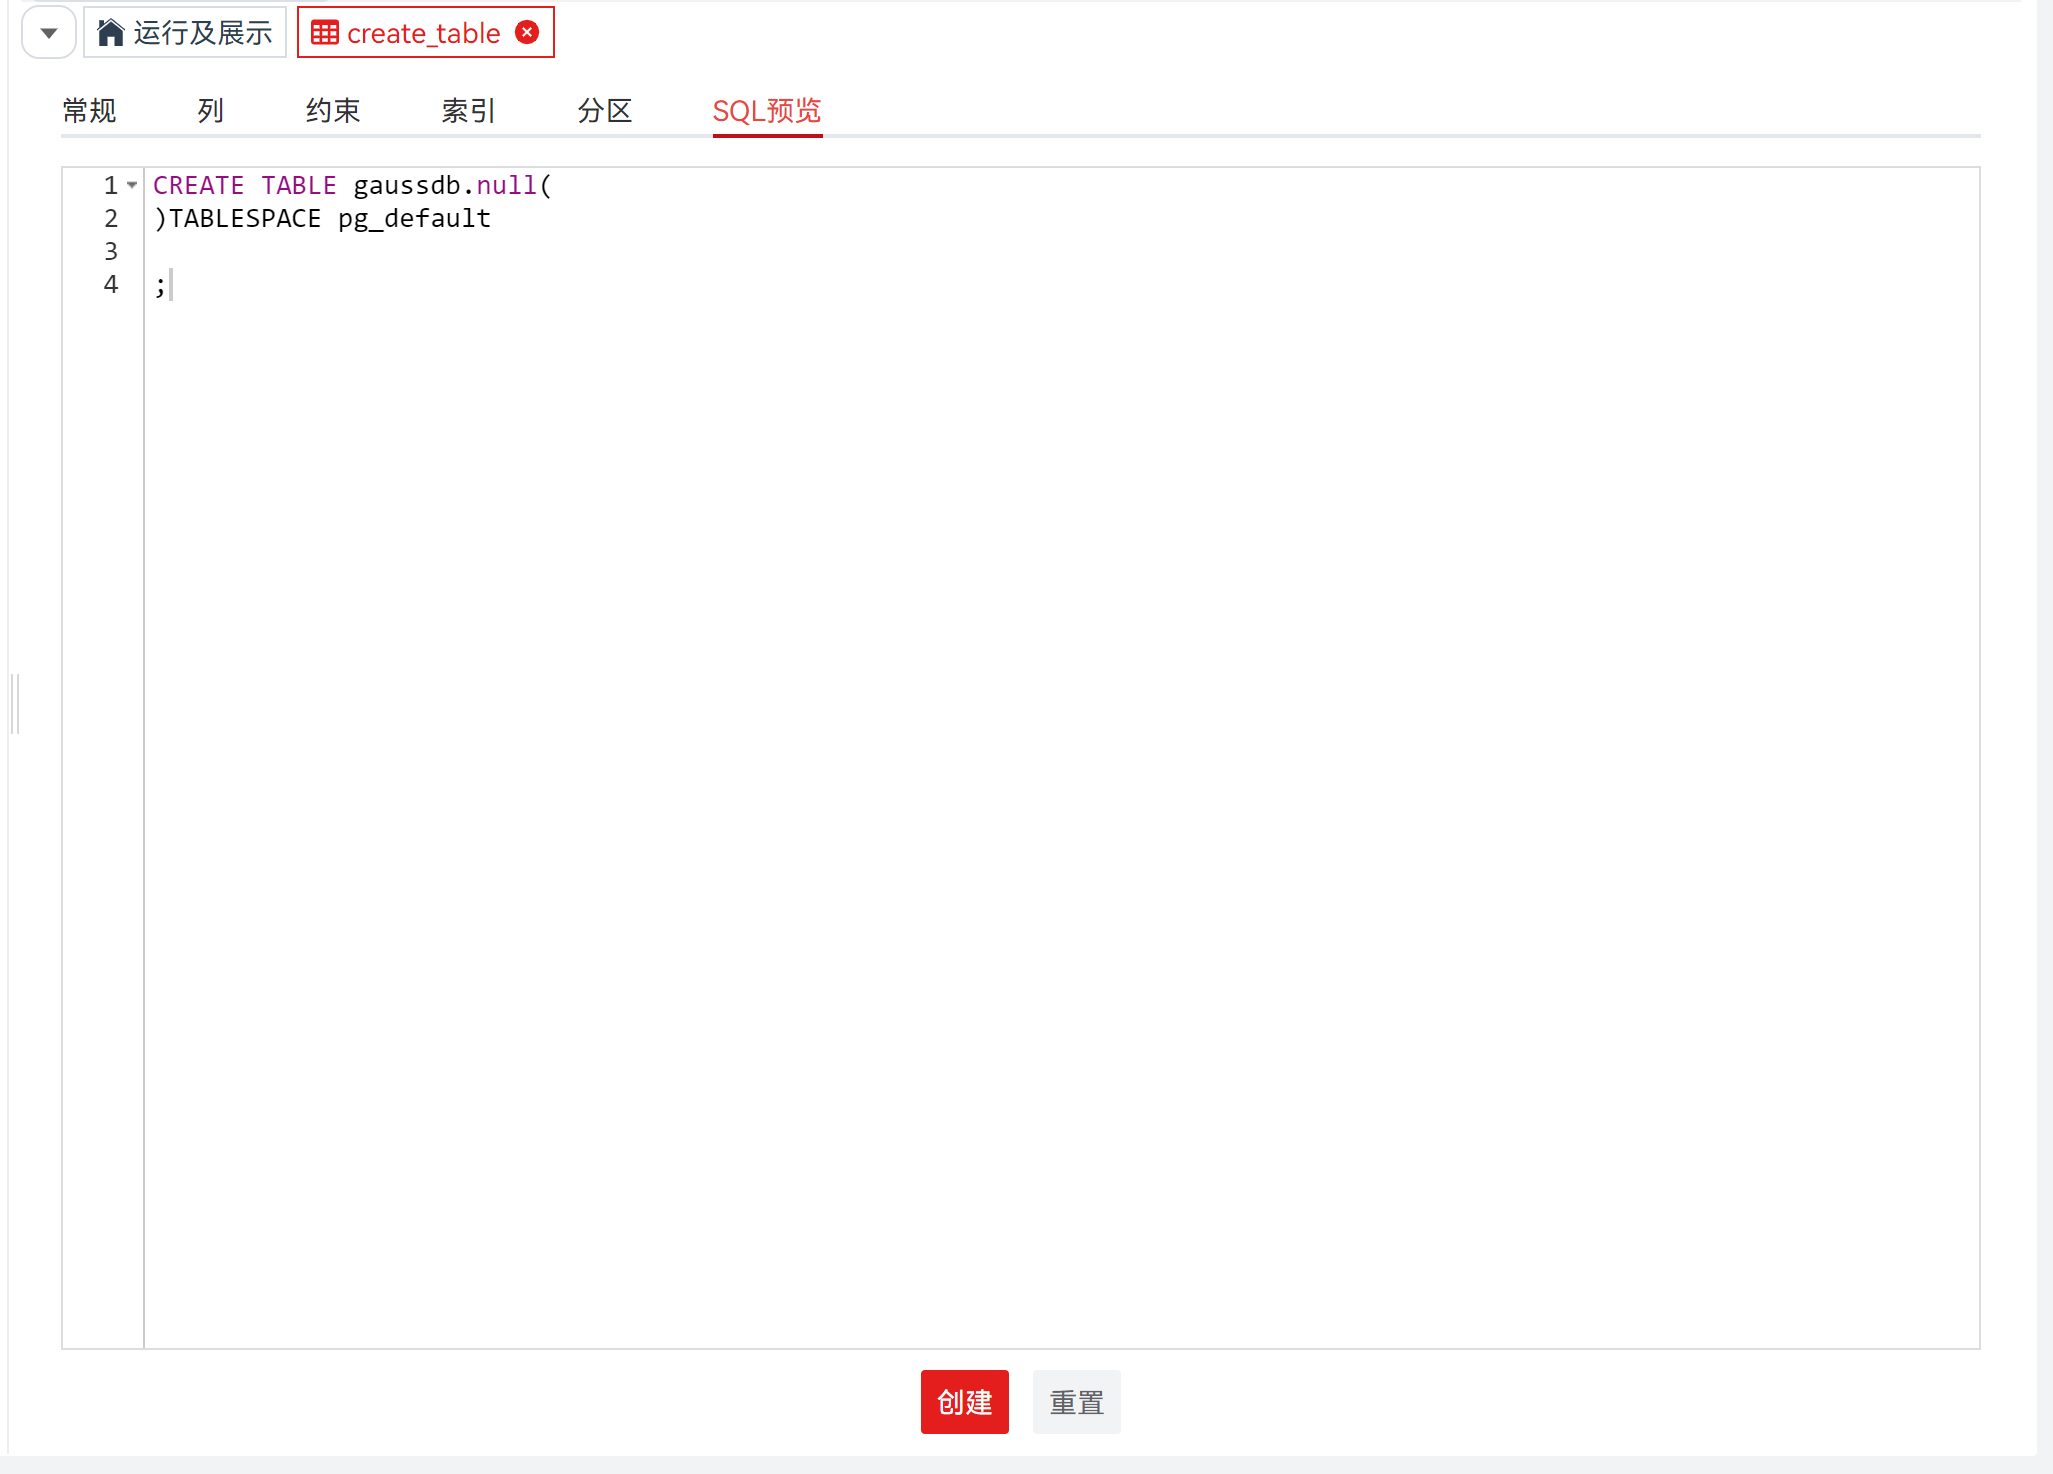 运行及展示 create_table
常规 列 约束 索引 分区 SQL预览
1 CREATE TABLE gaussdb.null(
2 )TABLESPACE pg_default
3
4 ;
创建 重置